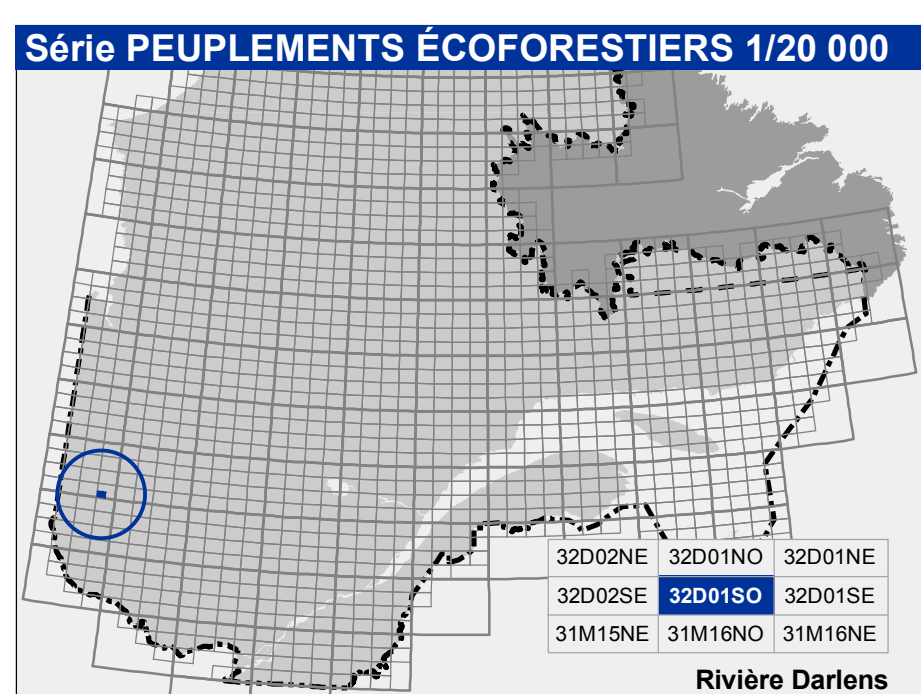 Série PEUPLEMENTS ÉCOFORESTIERS 1/20 000
32D02NE 32D01NO 32D01NE
32D02SE 32D01SO 32D01SE
31M15NE 31M16NO 31M16NE
Rivière Darlens